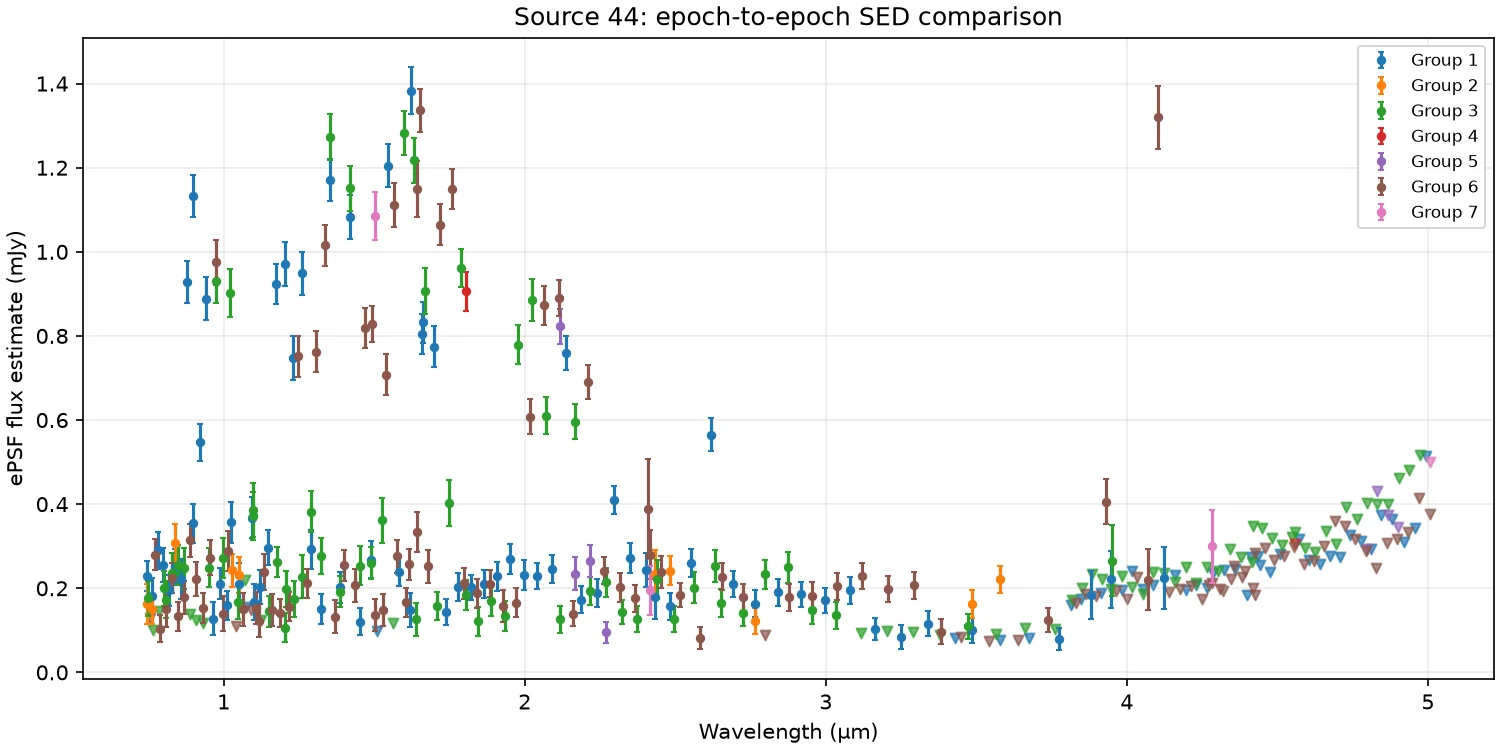 Source 44: epoch-to-epoch SED comparison
ePSF flux estimate (mJy)
1.4
1.2
1.0
0.8
0.6
0.4
0.2
0.0
Group 1
Group 2
Group 3
Group 4
Group 5
Group 6
Group 7
1 2 3 4 5
Wavelength (μm)